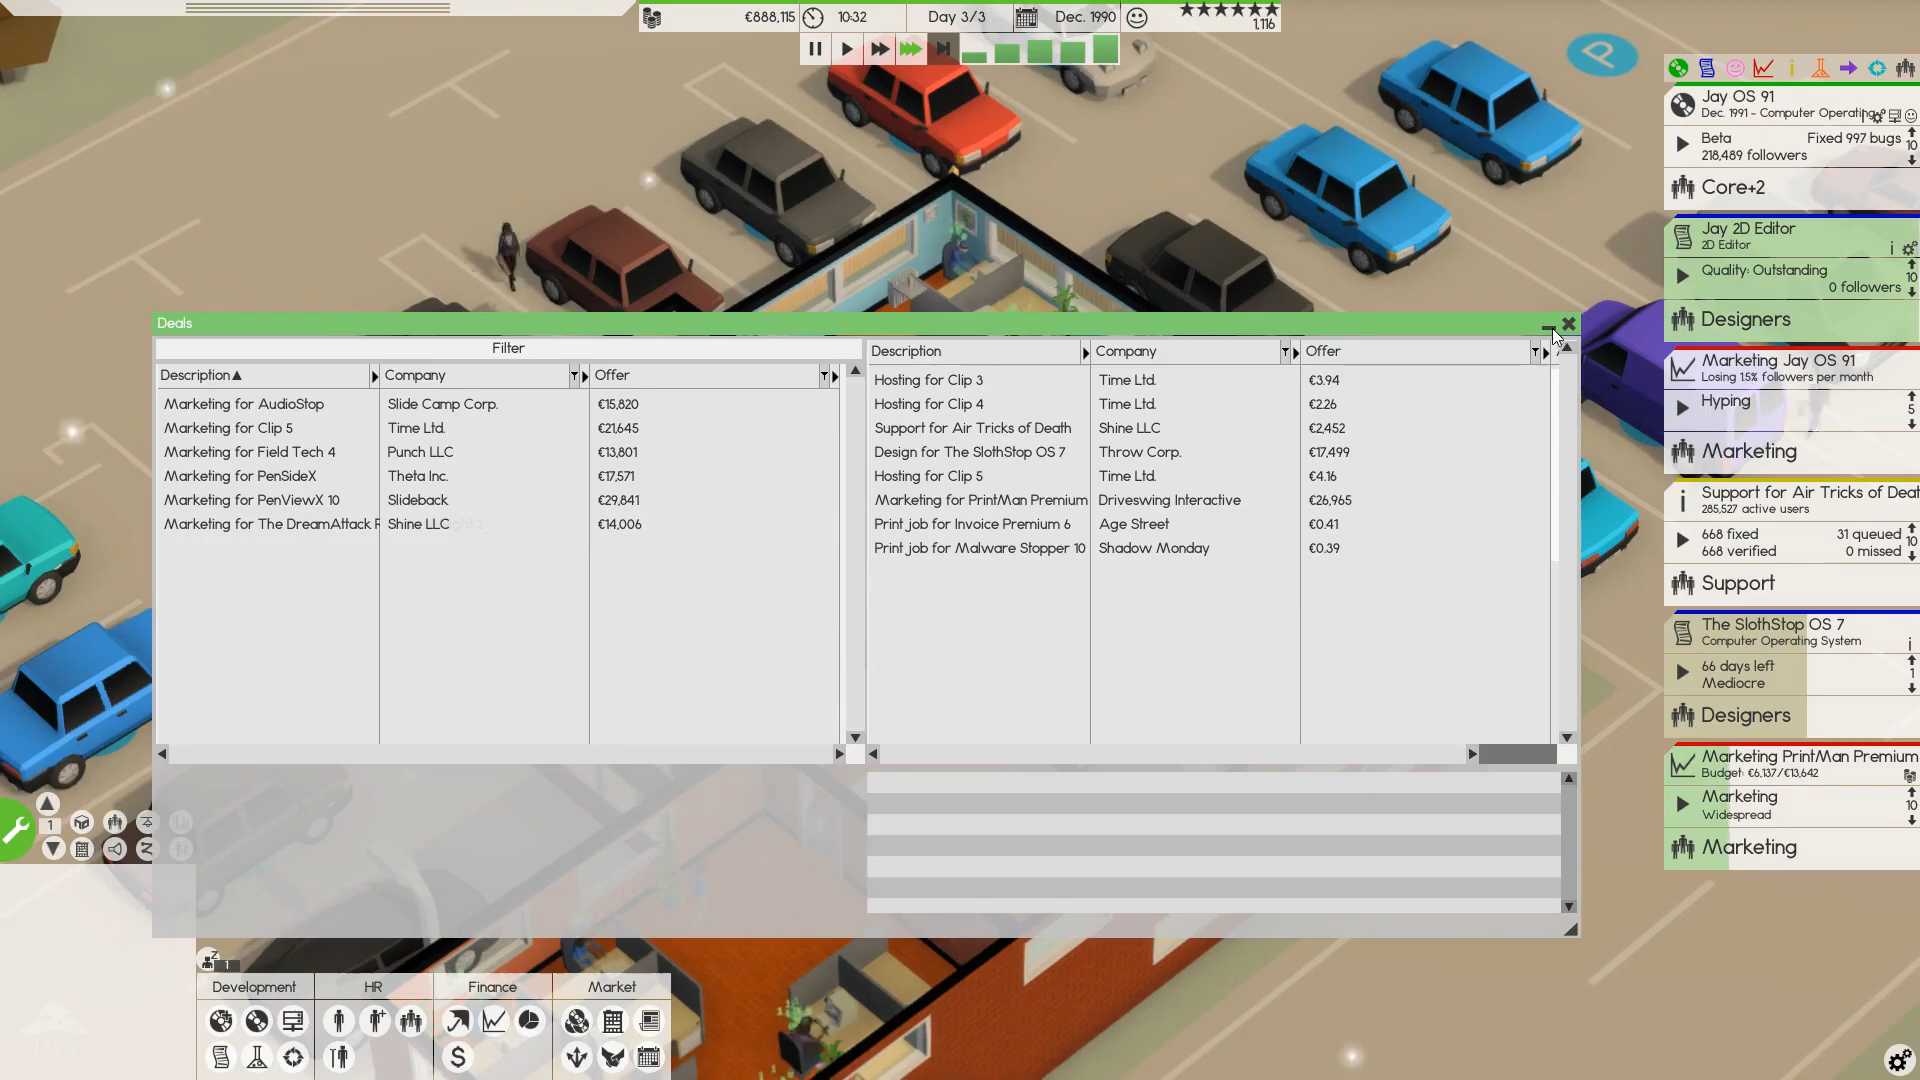 €888,115
10:32
Day 3/3
Dec. 1990
1,116
Deals
Filter
Description Company Offer
Marketing for AudioStop Slide Camp Corp. €15,820
Marketing for Clip 5 Time Ltd. €21,645
Marketing for Field Tech 4 Punch LLC €13,801
Marketing for PenSideX Theta Inc. €17,571
Marketing for PenViewX 10 Slideback €29,841
Marketing for The DreamAttack Shine LLC €14,006
Description Company Offer
Hosting for Clip 3 Time Ltd. €3.94
Hosting for Clip 4 Time Ltd. €2.26
Support for Air Tricks of Death Shine LLC €2,452
Design for The SlothStop OS 7 Throw Corp. €17,499
Hosting for Clip 5 Time Ltd. €4.16
Marketing for PrintMan Premium Driveswing Interactive €26,965
Print job for Invoice Premium 6 Age Street €0.41
Print job for Malware Stopper 10 Shadow Monday €0.39
Jay OS 91
Dec. 1991 - Computer Operating
Beta Fixed 997 bugs
218,489 followers
10
Core+2
Jay 2D Editor
2D Editor
Quality: Outstanding
0 followers
10
Designers
Marketing Jay OS 91
Losing 1.5% followers per month
Hyping
5
Marketing
Support for Air Tricks of Deat
285,527 active users
668 fixed 31 queued
668 verified 0 missed
10
Support
The SlothStop OS 7
Computer Operating System
66 days left
Mediocre
1
Designers
Marketing PrintMan Premium
Budget: €6,137/€13,642
Marketing
Widespread
10
Marketing
P
1
Z
1
Development HR Finance Market